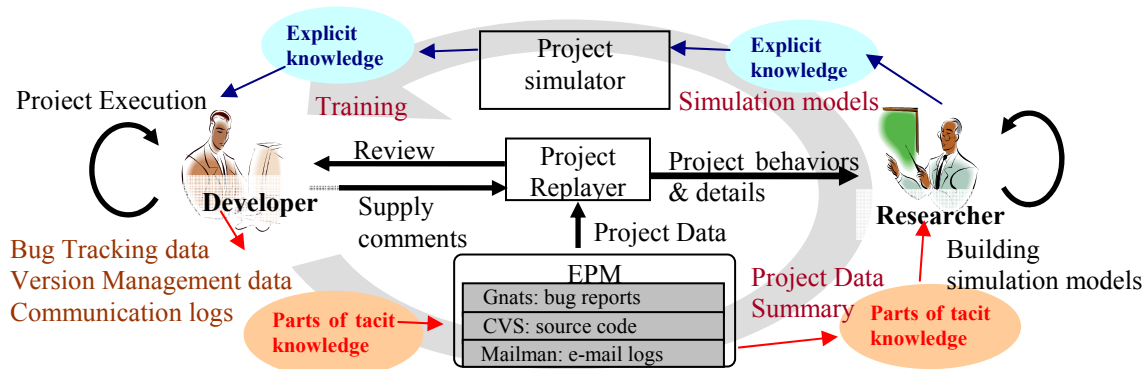 Explicit
knowledge
Project
simulator
Explicit
knowledge
Project Execution
Training
Simulation models
Review
Project
Replayer
Project behaviors
& details
Developer
Supply
comments
Researcher
Project Data
Bug Tracking data
Version Management data
Communication logs
EPM
Gnats: bug reports
CVS: source code
Mailman: e-mail logs
Project Data
Summary
Building
simulation models
Parts of tacit
knowledge
Parts of tacit
knowledge